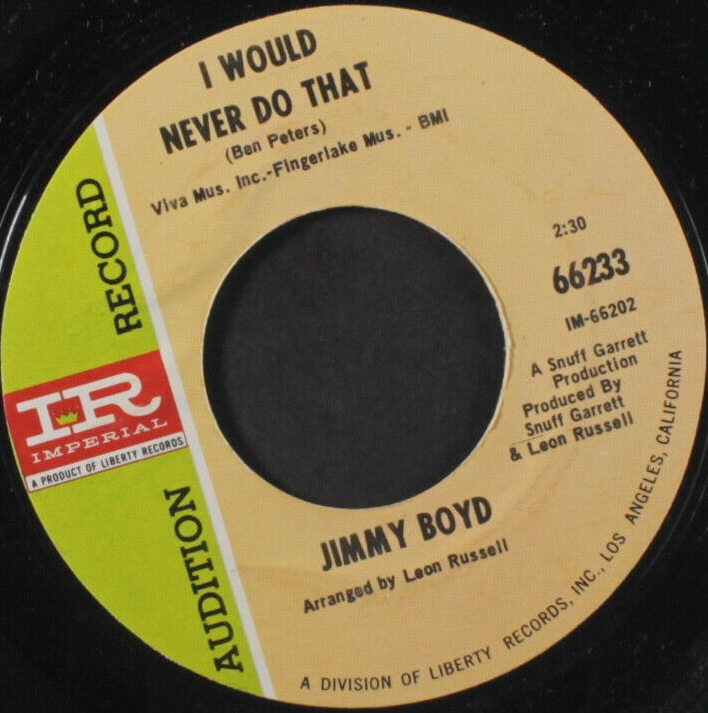 I WOULD
NEVER DO THAT
(Ben Peters)
Viva Mus. Inc.-Fingerlake Mus. - BMI
RECORD
IR
IMPERIAL
A PRODUCT OF LIBERTY RECORDS
AUDITION
2:30
66233
IM-66202
A Snuff Garrett
Production
Produced By
Snuff Garrett
& Leon Russell
JIMMY BOYD
Arranged by Leon Russell
A DIVISION OF LIBERTY RECORDS, INC., LOS ANGELES, CALIFORNIA